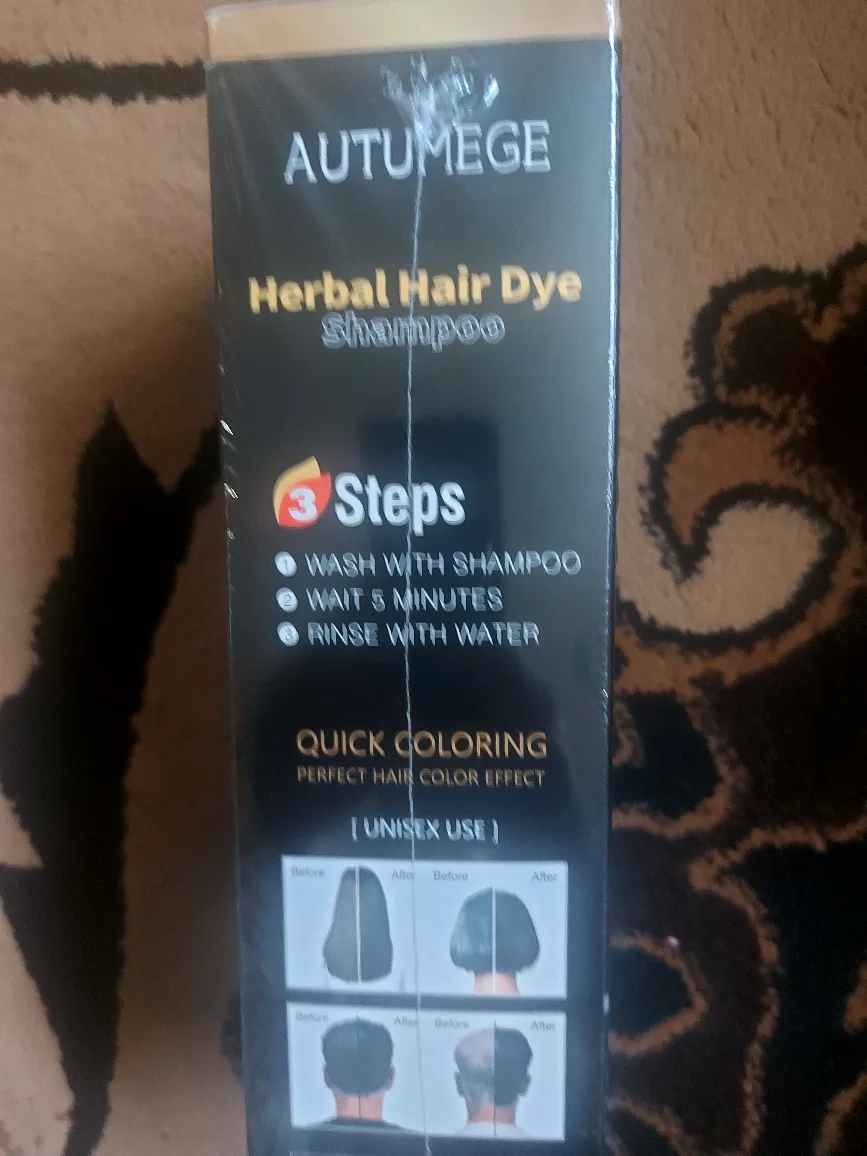 AUTUMEGE
Herbal Hair Dye
Shampoo
3 Steps
1 WASH WITH SHAMPOO
2 WAIT 5 MINUTES
3 RINSE WITH WATER
QUICK COLORING
PERFECT HAIR COLOR EFFECT
[ UNISEX USE ]
Before After Before After
Before After Before After